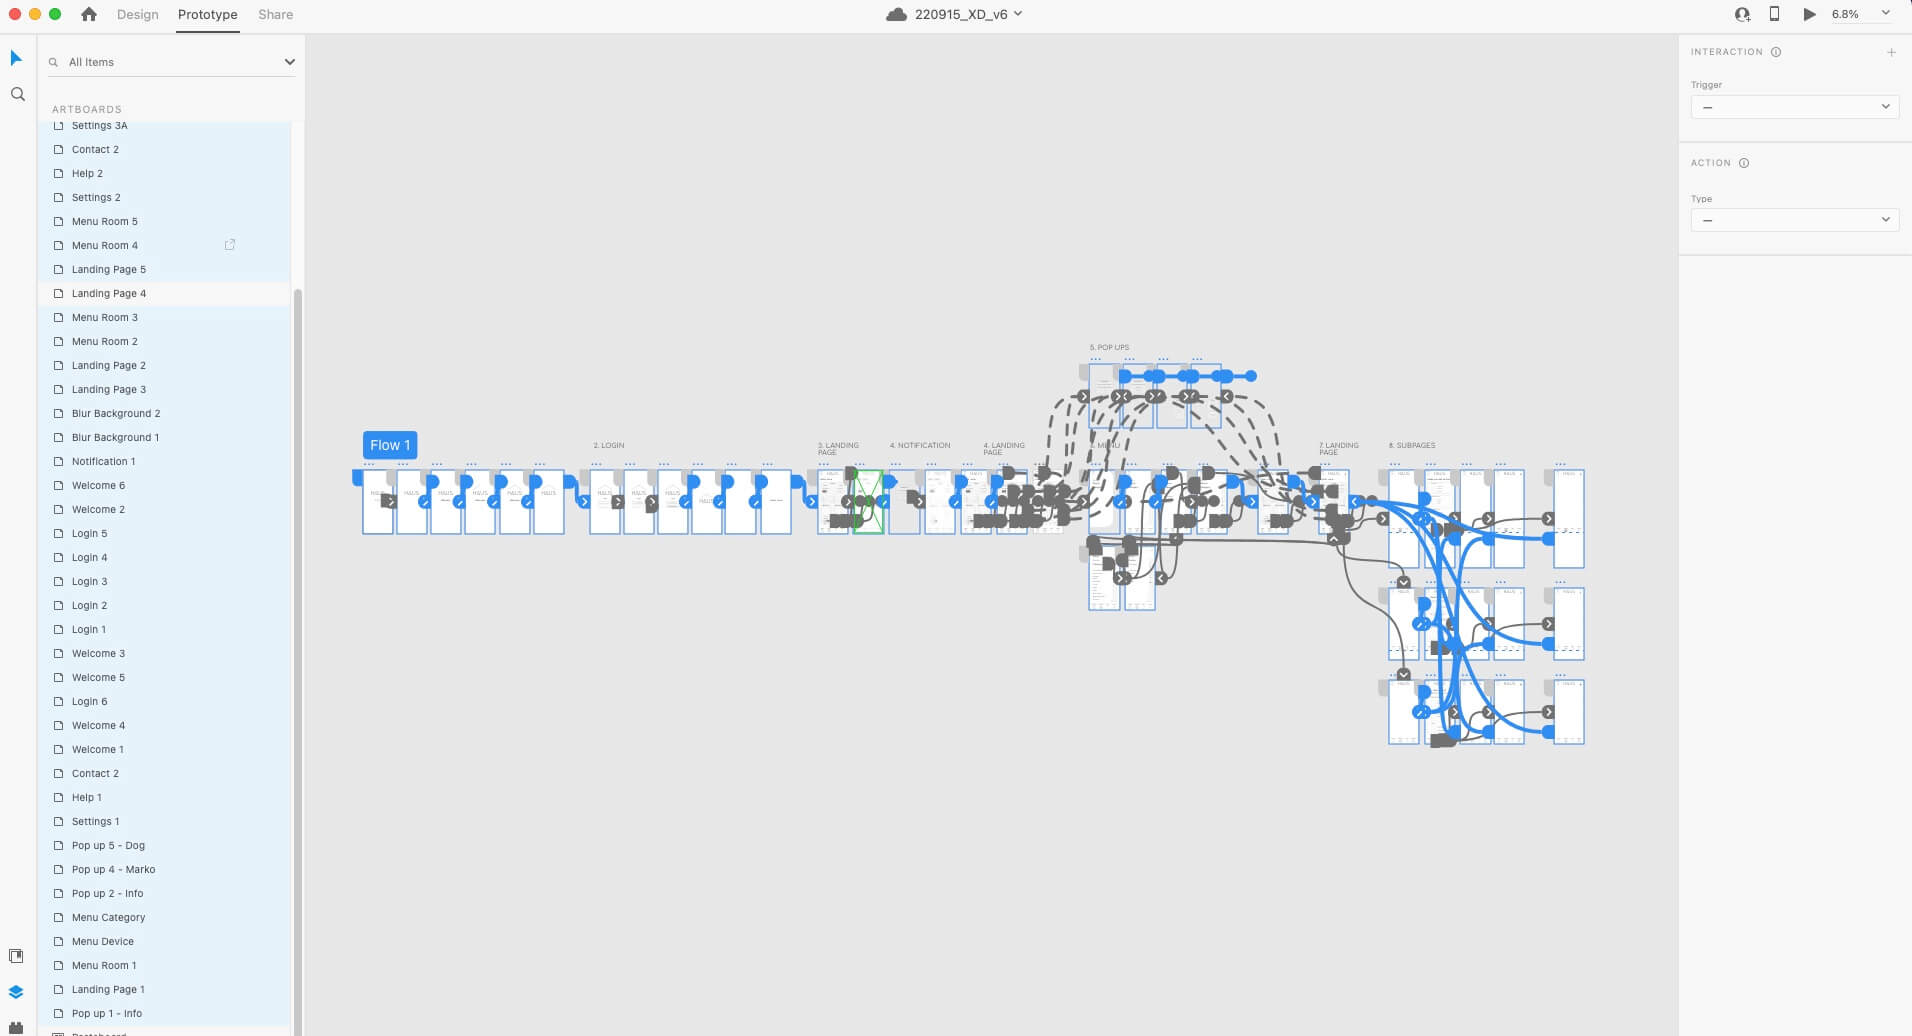 Design
Prototype
Share
220915_XD_v6
6.8%
All Items
ARTBOARDS
Settings 3A
Contact 2
Help 2
Settings 2
Menu Room 5
Menu Room 4
Landing Page 5
Landing Page 4
Menu Room 3
Menu Room 2
Landing Page 2
Landing Page 3
Blur Background 2
Blur Background 1
Notification 1
Welcome 6
Welcome 2
Login 5
Login 4
Login 3
Login 2
Login 1
Welcome 3
Welcome 5
Login 6
Welcome 4
Welcome 1
Contact 2
Help 1
Settings 1
Pop up 5 - Dog
Pop up 4 - Marko
Pop up 2 - Info
Menu Category
Menu Device
Menu Room 1
Landing Page 1
Pop up 1 - Info
Pasteboard
5. POP UPS
Flow 1
2. LOGIN
3. LANDING
PAGE
4. NOTIFICATION
4. LANDING
PAGE
MENU
7. LANDING
PAGE
8. SUBPAGES
INTERACTION
Trigger
—
ACTION
Type
—